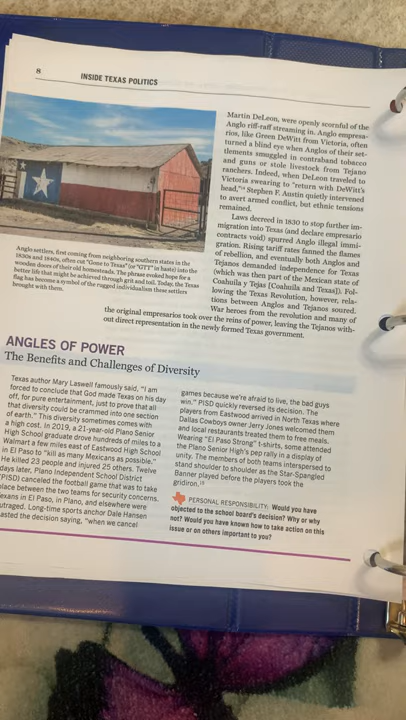 8
INSIDE TEXAS POLITICS
Martin DeLeon, were openly scornful of the
Anglo riff-raff streaming in. Anglo empresa-
rios, like Green DeWitt from Victoria, often
turned a blind eye when Anglos of their set-
tlements smuggled in contraband tobacco
and guns or stole livestock from Tejano
ranchers. Indeed, when DeLeon traveled to
Victoria swearing to "return with DeWitt's
head,"14 Stephen F. Austin quietly intervened
to avert armed conflict, but ethnic tensions
remained.
Laws decreed in 1830 to stop further im-
migration into Texas (and declare empresario
contracts void) spurred Anglo illegal immi-
gration. Rising tariff rates fanned the flames
of rebellion, and eventually both Anglos and
Tejanos demanded independence for Texas
(which was then part of the Mexican state of
Coahuila y Tejas [Coahuila and Texas]). Fol-
lowing the Texas Revolution, however, rela-
tions between Anglos and Tejanos soured.
War heroes from the revolution and many of
the original empresarios took over the reins of power, leaving the Tejanos with-
out direct representation in the newly formed Texas government.
Anglo settlers, first coming from neighboring southern states in the
1830s and 1840s, often cut "Gone to Texas" (or "GTT" in haste) into the
wooden doors of their old homesteads. The phrase evoked hope for a
better life that might be achieved through grit and toil. Today, the Texas
flag has become a symbol of the rugged individualism these settlers
brought with them.
ANGLES OF POWER
The Benefits and Challenges of Diversity
Texas author Mary Laswell famously said, "I am
forced to conclude that God made Texas on his day
off, for pure entertainment, just to prove that all
that diversity could be crammed into one section
of earth." This diversity sometimes comes with
a high cost. In 2019, a 21-year-old Plano Senior
High School graduate drove hundreds of miles to a
Walmart a few miles east of Eastwood High School
in El Paso to "kill as many Mexicans as possible."
He killed 23 people and injured 25 others. Twelve
days later, Plano Independent School District
(PISD) canceled the football game that was to take
place between the two teams for security concerns.
Texans in El Paso, in Plano, and elsewhere were
outraged. Long-time sports anchor Dale Hansen
blasted the decision saying, "when we cancel
games because we're afraid to live, the bad guys
win." PISD quickly reversed its decision. The
players from Eastwood arrived in North Texas where
Dallas Cowboys owner Jerry Jones welcomed them
and local restaurants treated them to free meals.
Wearing "El Paso Strong" t-shirts, some attended
the Plano Senior High's pep rally in a display of
unity. The members of both teams interspersed to
stand shoulder to shoulder as the Star-Spangled
Banner played before the players took the
gridiron.15
PERSONAL RESPONSIBILITY: Would you have
objected to the school board's decision? Why or why
not? Would you have known how to take action on this
issue or on others important to you?